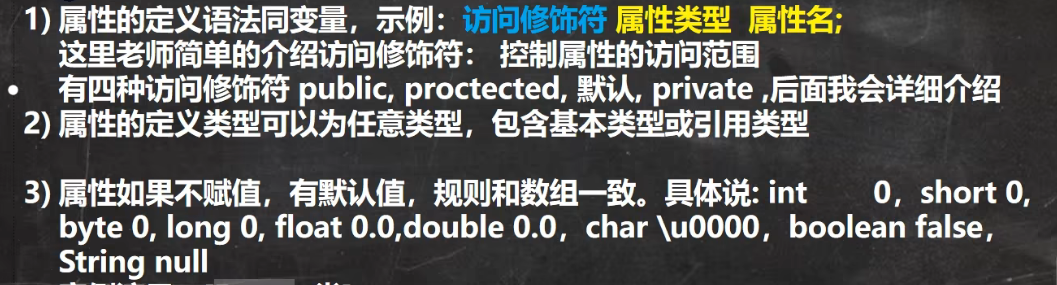 1) 属性的定义语法同变量，示例：访问修饰符 属性类型 属性名;
这里老师简单的介绍访问修饰符： 控制属性的访问范围
• 有四种访问修饰符 public, proctected, 默认, private ,后面我会详细介绍
2) 属性的定义类型可以为任意类型，包含基本类型或引用类型
3) 属性如果不赋值，有默认值，规则和数组一致。具体说: int 0，short 0,
byte 0, long 0, float 0.0,double 0.0，char \u0000，boolean false，
String null